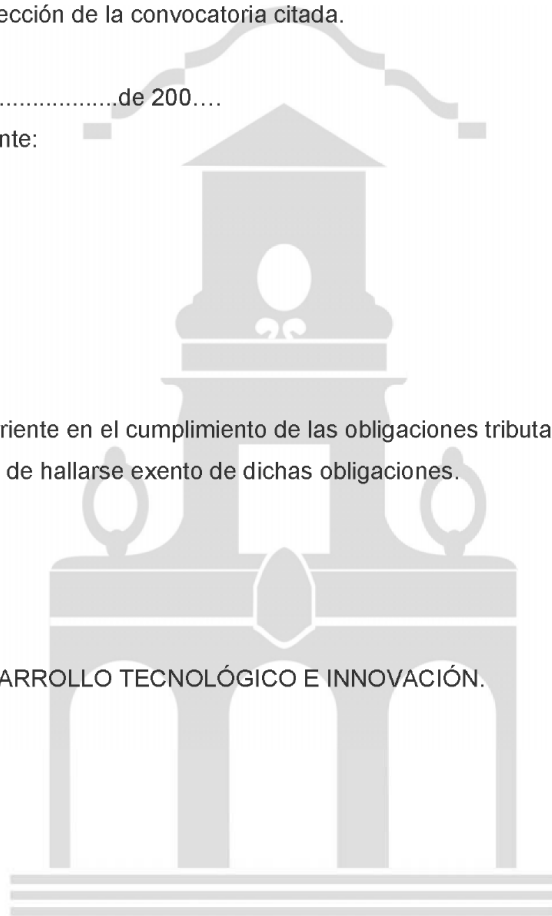 ección de la convocatoria citada.
..................de 200....
nte:
riente en el cumplimiento de las obligaciones tributa
de hallarse exento de dichas obligaciones.
ARROLLO TECNOLÓGICO E INNOVACIÓN.